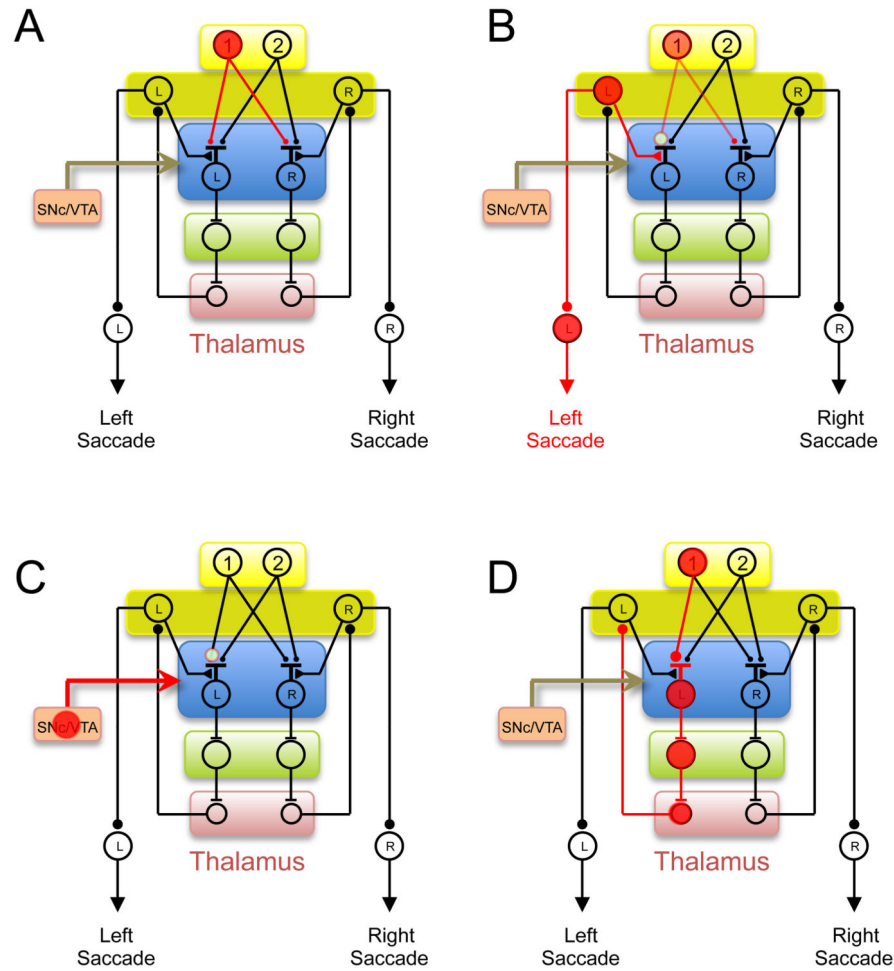 A
1
2
L
R
L
R
SNc/VTA
L
R
Thalamus
Left
Saccade
Right
Saccade
B
1
2
L
R
L
R
SNc/VTA
L
R
Thalamus
Left
Saccade
Right
Saccade
C
1
2
L
R
L
R
SNc/VTA
L
R
Thalamus
Left
Saccade
Right
Saccade
D
1
2
L
R
L
R
SNc/VTA
L
R
Thalamus
Left
Saccade
Right
Saccade